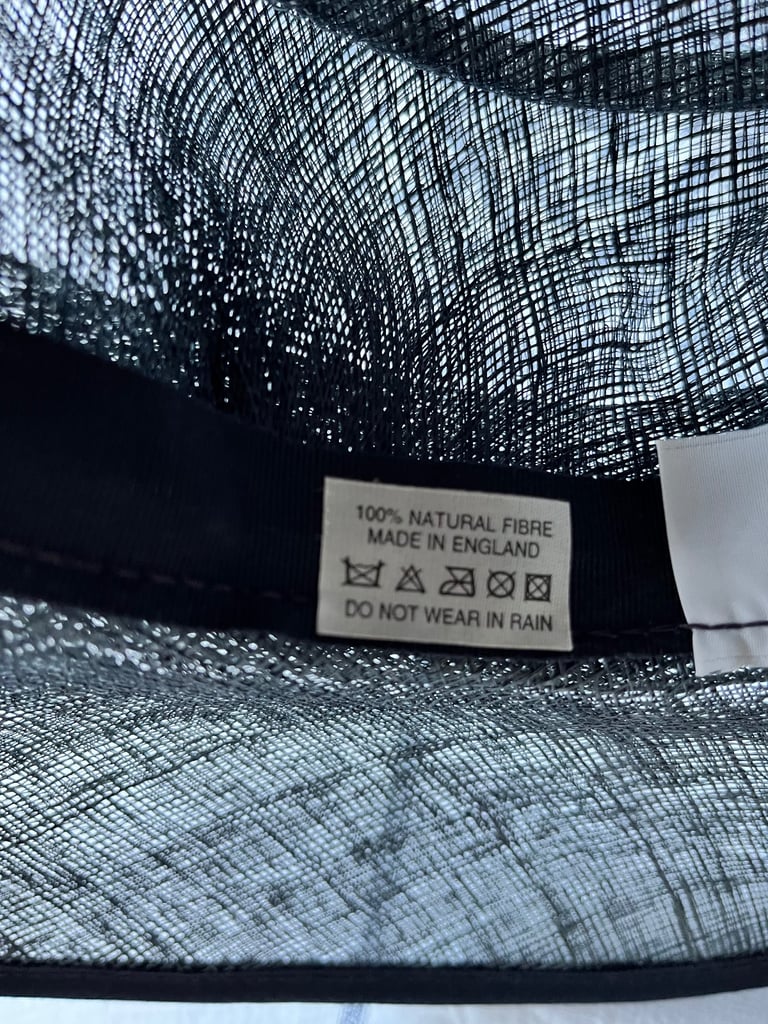 100% NATURAL FIBRE
MADE IN ENGLAND
DO NOT WEAR IN RAIN